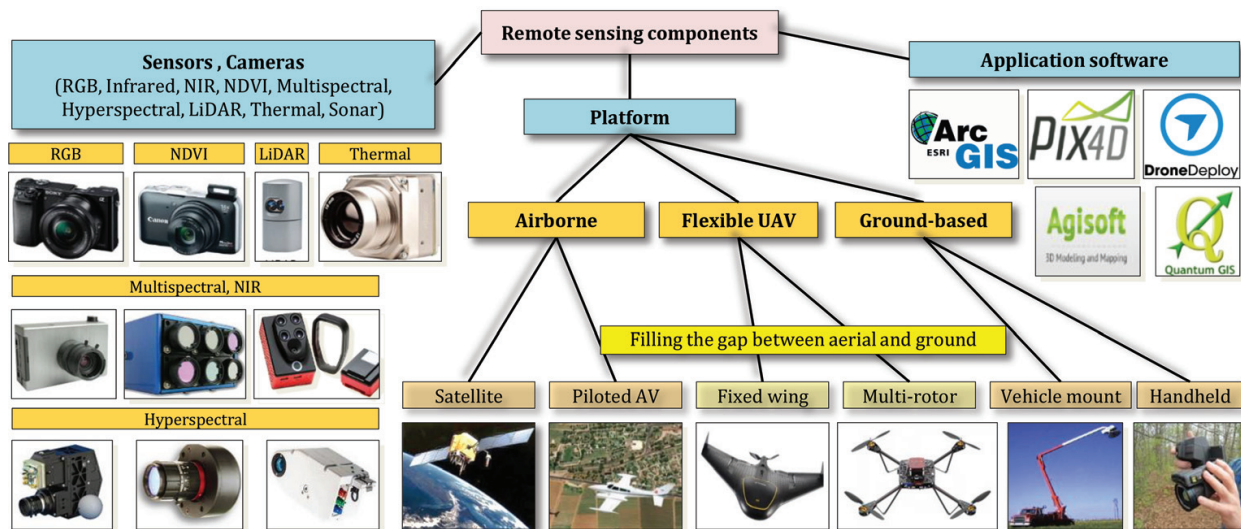 Remote sensing components
Sensors , Cameras
(RGB, Infrared, NIR, NDVI, Multispectral,
Hyperspectral, LiDAR, Thermal, Sonar)
RGB
NDVI
LiDAR
Thermal
SONY
Canon
Multispectral, NIR
Hyperspectral
Platform
Airborne
Flexible UAV
Ground-based
Filling the gap between aerial and ground
Satellite
Piloted AV
Fixed wing
Multi-rotor
Vehicle mount
Handheld
Application software
Arc
ESRI GIS
PIX4D
DroneDeploy
Agisoft
3D Modeling and Mapping
Quantum GIS